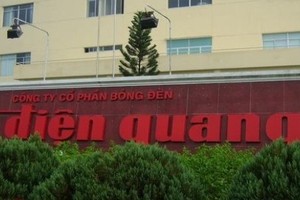 CÔNG TY CỔ PHẦN BÓNG ĐÈN
điện quang